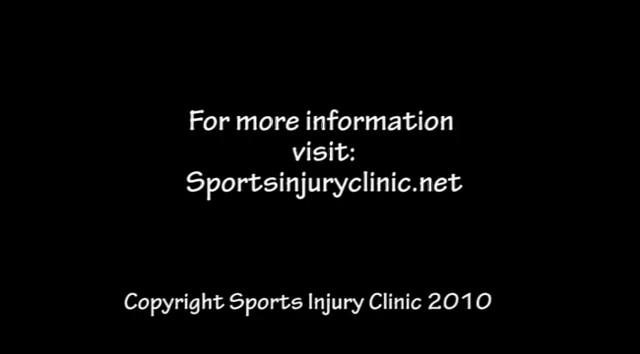 For more information
visit:
Sportsinjuryclinic.net
Copyright Sports Injury Clinic 2010